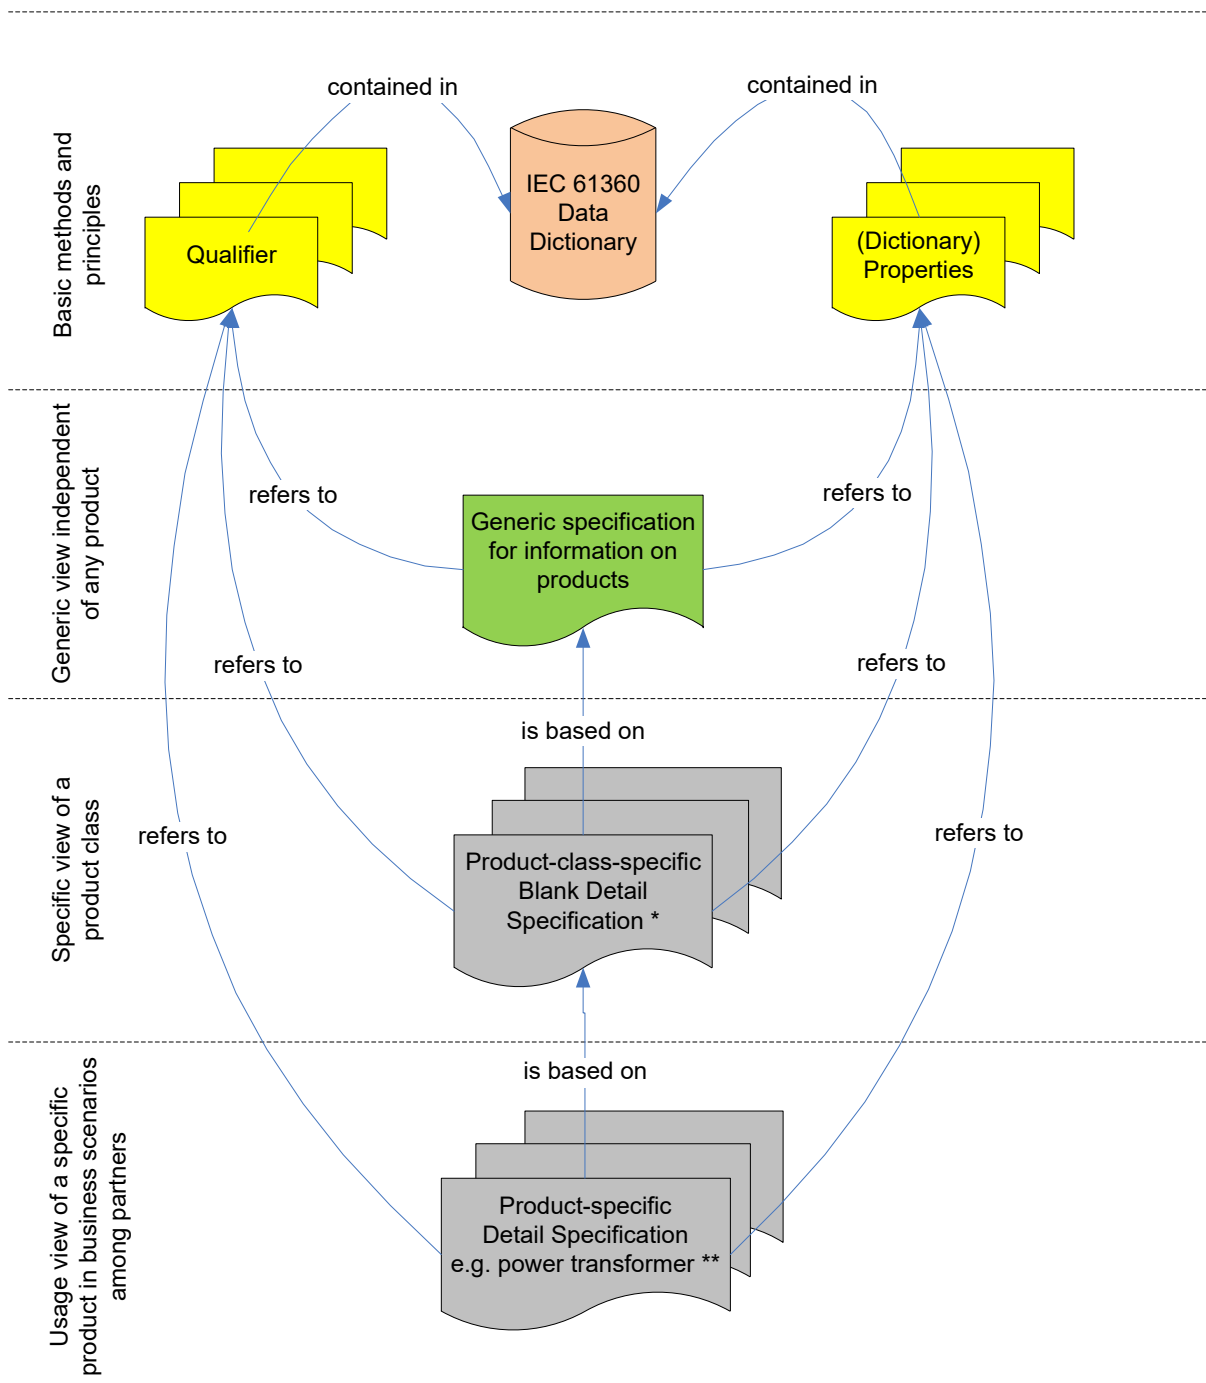 contained in
contained in
Basic methods and
principles
Qualifier
IEC 61360
Data
Dictionary
(Dictionary)
Properties
Generic view independent
of any product
refers to
refers to
Generic specification
for information on
products
refers to
refers to
is based on
Specific view of a
product class
refers to
refers to
Product-class-specific
Blank Detail
Specification *
is based on
Usage view of a specific
product in business scenarios
among partners
Product-specific
Detail Specification
e.g. power transformer **